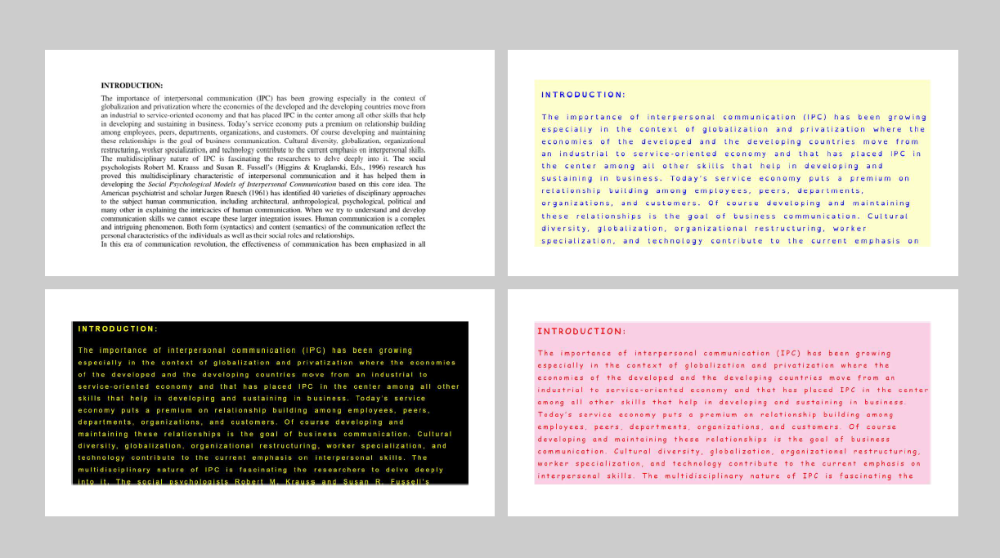 INTRODUCTION:
The importance of interpersonal communication (IPC) has been growing especially in the context of
globalization and privatization where the economies of the developed and the developing countries move from
an industrial to service-oriented economy and that has placed IPC in the center among all other skills that help
in developing and sustaining in business. Today's service economy puts a premium on relationship building
among employees, peers, departments, organizations, and customers. Of course developing and maintaining
these relationships is the goal of business communication. Cultural diversity, globalization, organizational
restructuring, worker specialization, and technology contribute to the current emphasis on interpersonal skills.
The multidisciplinary nature of IPC is fascinating the researchers to delve deeply into it. The social
psychologists Robert M. Krauss and Susan R. Fussell's (Higgins & Kruglanski, Eds., 1996) research has
proved this multidisciplinary characteristic of interpersonal communication and it has helped them in
developing the Social Psychological Models of Interpersonal Communication based on this core idea. The
American psychiatrist and scholar Jurgen Ruesch (1961) has identified 40 varieties of disciplinary approaches
to the subject human communication, including architectural, anthropological, psychological, political and
many other in explaining the intricacies of human communication. When we try to understand and develop
communication skills we cannot escape these larger integration issues. Human communication is a complex
and intriguing phenomenon. Both form (syntactics) and content (semantics) of the communication reflect the
personal characteristics of the individuals as well as their social roles and relationships.
In this era of communication revolution, the effectiveness of communication has been emphasized in all
INTRODUCTION:
The importance of interpersonal communication (IPC) has been growing
especially in the context of globalization and privatization where the
economies of the developed and the developing countries move from
an industrial to service-oriented economy and that has placed IPC in
the center among all other skills that help in developing and
sustaining in business. Today's service economy puts a premium on
relationship building among employees, peers, departments,
organizations, and customers. Of course developing and maintaining
these relationships is the goal of business communication. Cultural
diversity, globalization, organizational restructuring, worker
specialization, and technology contribute to the current emphasis on
INTRODUCTION:
The importance of interpersonal communication (IPC) has been growing
especially in the context of globalization and privatization where the economies
of the developed and the developing countries move from an industrial to
service-oriented economy and that has placed IPC in the center among all other
skills that help in developing and sustaining in business. Today's service
economy puts a premium on relationship building among employees, peers,
departments, organizations, and customers. Of course developing and
maintaining these relationships is the goal of business communication. Cultural
diversity, globalization, organizational restructuring, worker specialization, and
technology contribute to the current emphasis on interpersonal skills. The
multidisciplinary nature of IPC is fascinating the researchers to delve deeply
into it. The social psychologists Robert M. Krauss and Susan R. Fussell's
INTRODUCTION:
The importance of interpersonal communication (IPC) has been growing
especially in the context of globalization and privatization where the
economies of the developed and the developing countries move from an
industrial to service-oriented economy and that has placed IPC in the center
among all other skills that help in developing and sustaining in business.
Today's service economy puts a premium on relationship building among
employees, peers, departments, organizations, and customers. Of course
developing and maintaining these relationships is the goal of business
communication. Cultural diversity, globalization, organizational restructuring,
worker specialization, and technology contribute to the current emphasis on
interpersonal skills. The multidisciplinary nature of IPC is fascinating the